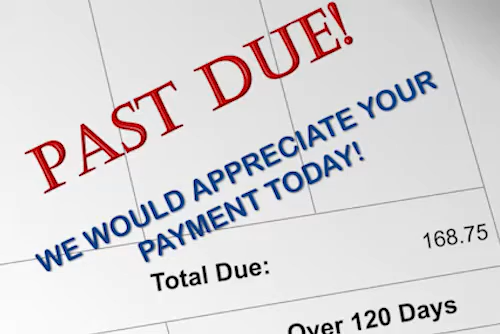 PAST DUE!
WE WOULD APPRECIATE YOUR
PAYMENT TODAY!
Total Due: 168.75
Over 120 Days